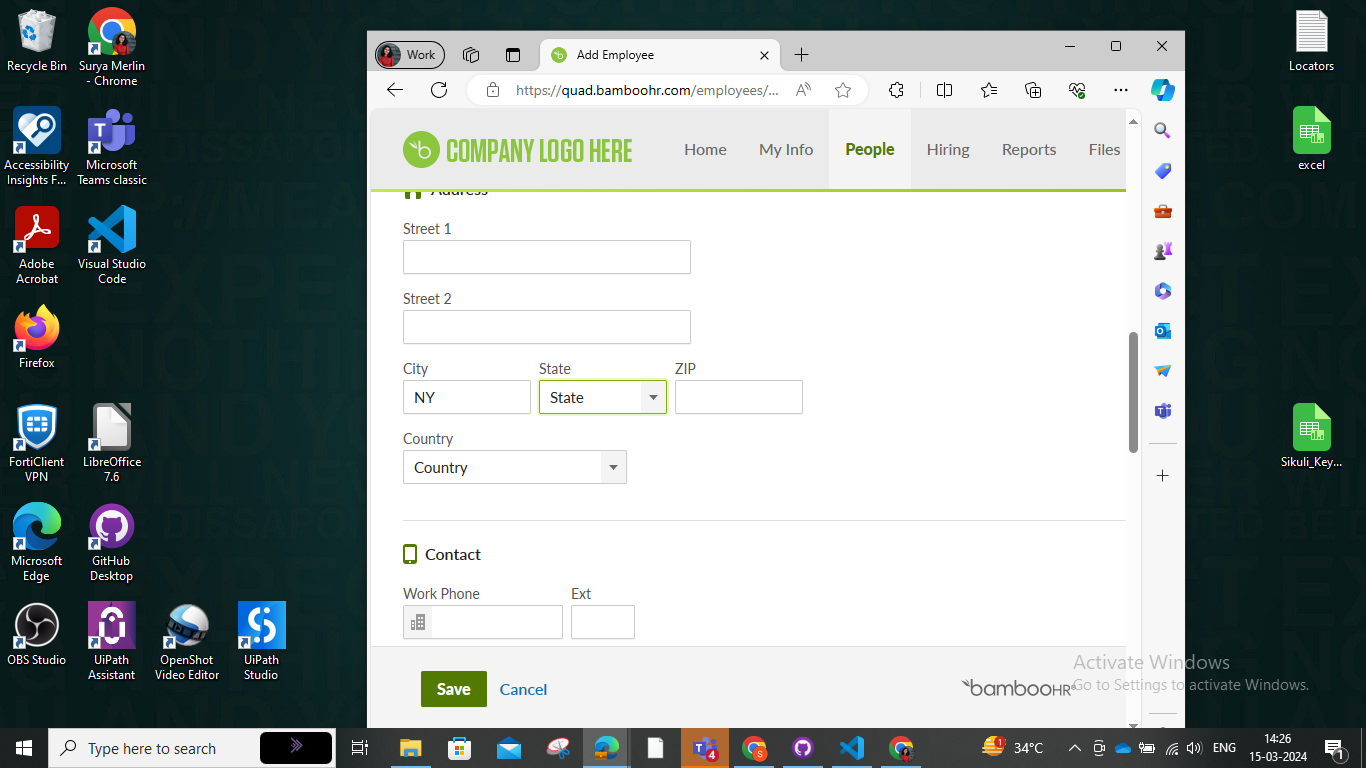 Recycle Bin
Surya Merlin
- Chrome
Accessibility
Insights F...
Microsoft
Teams classic
Adobe
Acrobat
Visual Studio
Code
Firefox
FortiClient
VPN
LibreOffice
7.6
Microsoft
Edge
GitHub
Desktop
OBS Studio
UiPath
Assistant
OpenShot
Video Editor
UiPath
Studio
Work
Add Employee
https://quad.bamboohr.com/employees/...
COMPANY LOGO HERE
Home
My Info
People
Hiring
Reports
Files
Address
Street 1
Street 2
City
State
ZIP
NY
State
Country
Country
Contact
Work Phone
Ext
Save
Cancel
bambooHR
Activate Windows
Go to Settings to activate Windows.
Locators
excel
Sikuli_Key...
Type here to search
4
S
1
34°C
ENG
14:26
15-03-2024
1